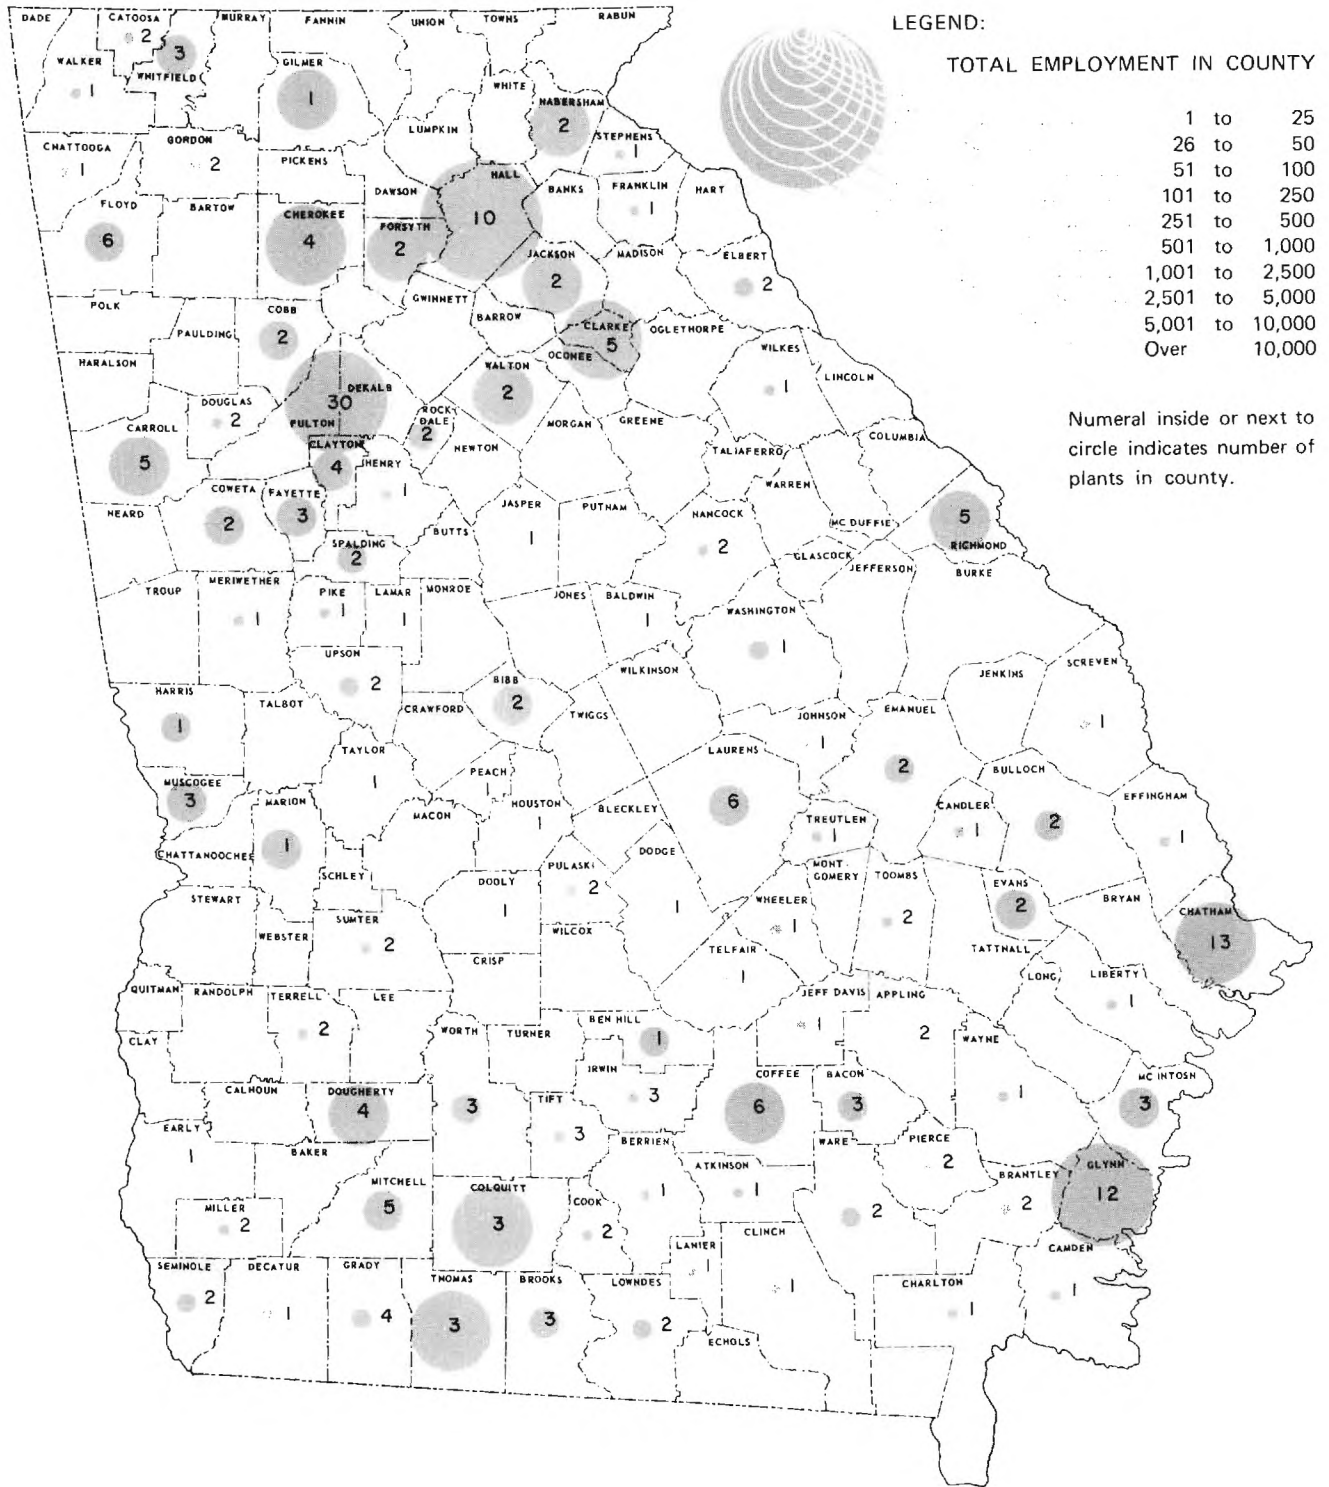 LEGEND:
TOTAL EMPLOYMENT IN COUNTY
1 to 25
26 to 50
51 to 100
101 to 250
251 to 500
501 to 1,000
1,001 to 2,500
2,501 to 5,000
5,001 to 10,000
Over 10,000
Numeral inside or next to
circle indicates number of
plants in county.
DADE
CATOOSA
2
MURRAY
FANNIN
UNION
TOWNS
RABUN
3
WHITFIELD
WALKER
1
GILMER
1
WHITE
HABERSHAM
2
LUMPKIN
STEPHENS
1
CHATTOOGA
1
GORDON
2
PICKENS
DAWSON
HALL
10
BANKS
FRANKLIN
1
HART
FLOYD
6
BARTOW
CHEROKEE
4
FORSYTH
2
JACKSON
2
MADISON
ELBERT
2
POLK
PAULDING
COBB
2
GWINNETT
BARROW
CLARKE
5
OCONEE
OGLETHORPE
WILKES
1
LINCOLN
HARALSON
DOUGLAS
2
DEKALB
30
FULTON
WALTON
2
ROCK
DALE
2
MORGAN
GREENE
CARROLL
5
CLAYTON
4
HENRY
1
NEWTON
TALIAFERRO
COLUMBIA
WARREN
MC DUFFIE
RICHMOND
5
HEARD
COWETA
2
FAYETTE
3
SPALDING
2
BUTTS
JASPER
1
PUTNAM
HANCOCK
2
GLASCOCK
JEFFERSON
BURKE
TROUP
MERIWETHER
1
PIKE
1
LAMAR
1
MONROE
JONES
BALDWIN
1
WASHINGTON
1
UPSON
2
BIBB
2
WILKINSON
JENKINS
SCREVEN
1
HARRIS
1
TALBOT
CRAWFORD
TWIGGS
JOHNSON
1
EMANUEL
2
MUSCOGEE
3
TAYLOR
1
PEACH
1
HOUSTON
1
LAURENS
6
BLECKLEY
TREUTLEN
1
CANDLER
1
BULLOCH
2
EFFINGHAM
1
MARION
1
MACON
CHATTANOOCHEE
SCHLEY
DOOLY
1
PULASKI
2
DODGE
1
MONT-
GOMERY
TOOMBS
2
EVANS
2
BRYAN
CHATHAM
13
STEWART
WEBSTER
SUMTER
2
CRISP
WILCOX
WHEELER
1
TELFAIR
1
TATTNALL
LONG
LIBERTY
1
QUITMAN
RANDOLPH
TERRELL
2
LEE
WORTH
3
TURNER
BEN HILL
1
JEFF DAVIS
1
APPLING
2
WAYNE
1
CLAY
CALHOUN
DOUGHERTY
4
TIFT
3
IRWIN
3
COFFEE
6
BACON
3
MC INTOSH
3
EARLY
1
BAKER
MITCHELL
5
COLQUITT
3
BERRIEN
1
ATKINSON
1
WARE
2
PIERCE
2
BRANTLEY
2
GLYNN
12
MILLER
2
COOK
2
LANIER
1
CLINCH
1
CHARLTON
1
CAMDEN
1
SEMINOLE
2
DECATUR
1
GRADY
4
THOMAS
3
BROOKS
3
LOWNDES
2
ECHOLS